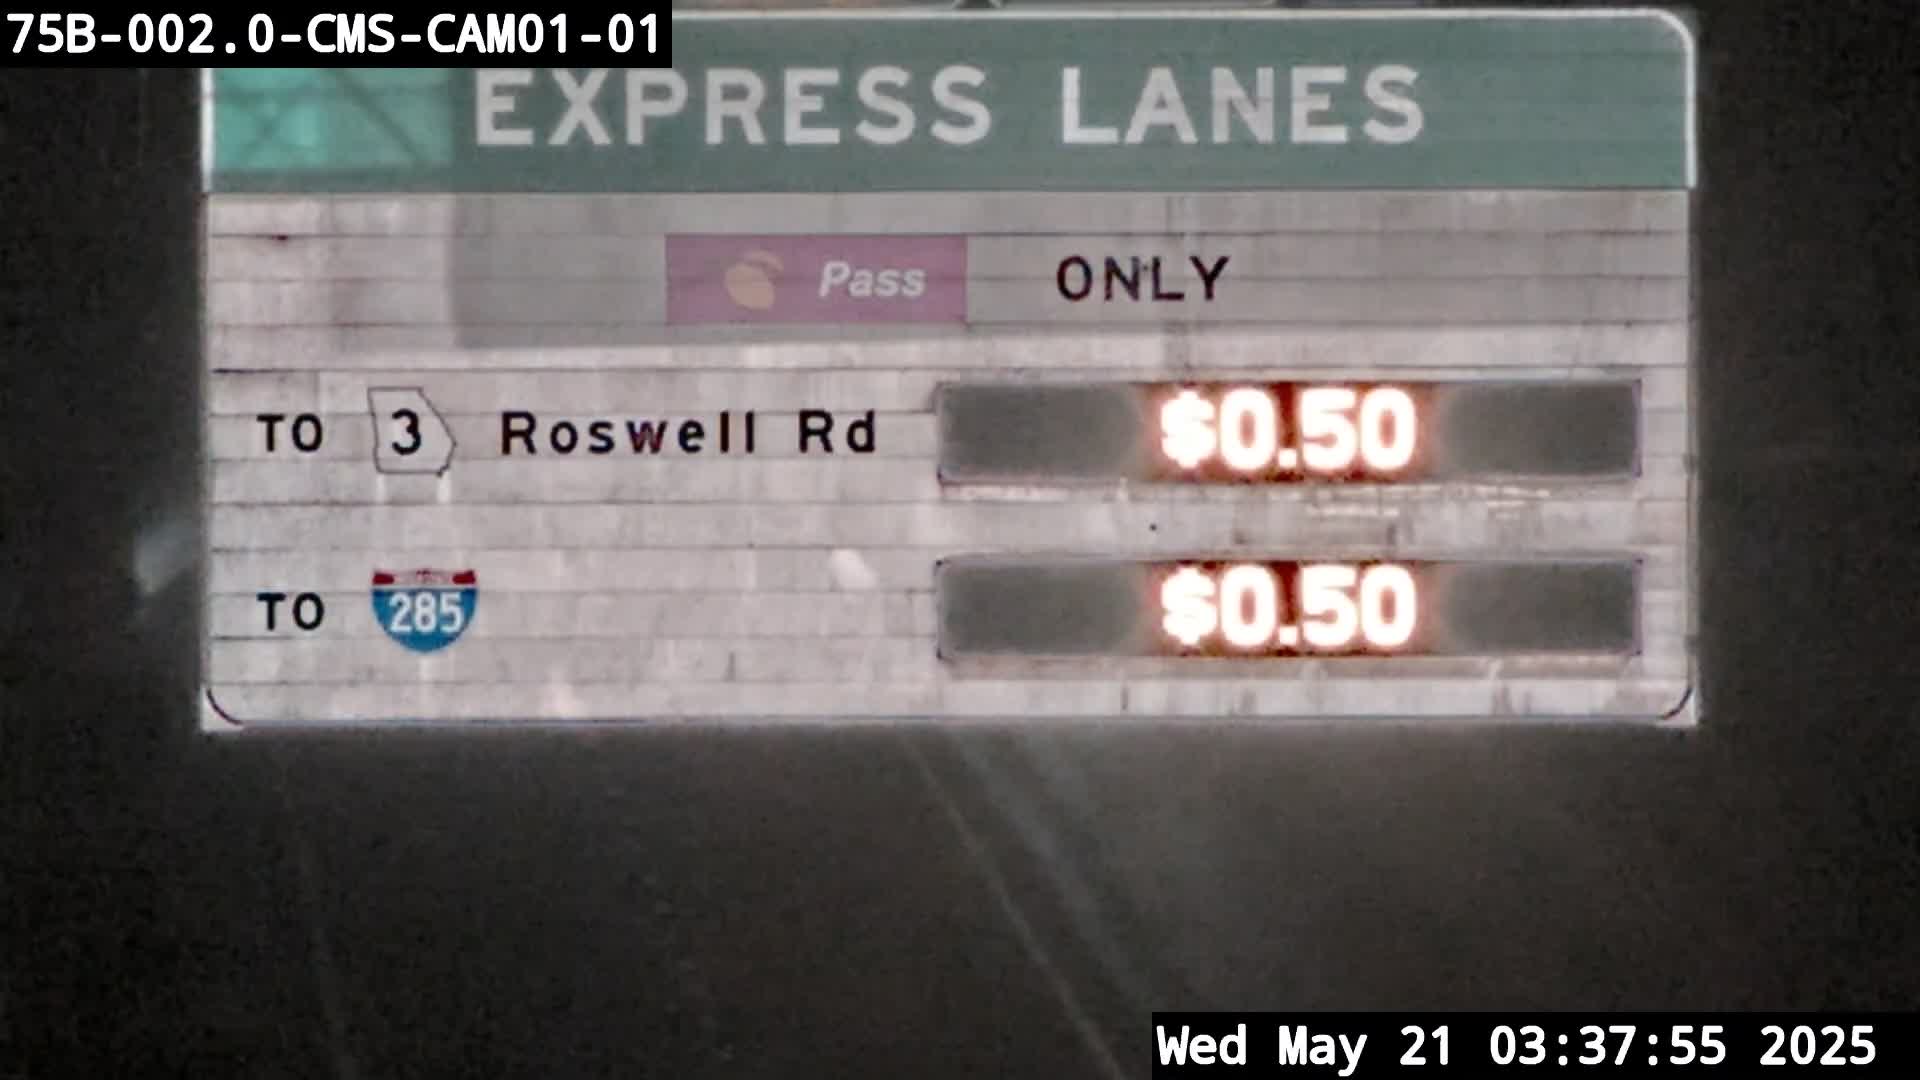 75B-002.0-CMS-CAM01-01
EXPRESS LANES
Pass ONLY
TO 3 Roswell Rd $0.50
TO 285 $0.50
Wed May 21 03:37:55 2025